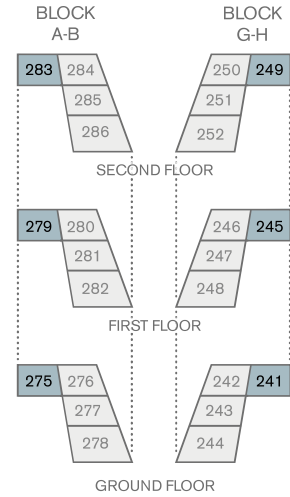 BLOCK
A-B
BLOCK
G-H
283 284
285
286
250 249
251
252
SECOND FLOOR
279 280
281
282
246 245
247
248
FIRST FLOOR
275 276
277
278
242 241
243
244
GROUND FLOOR